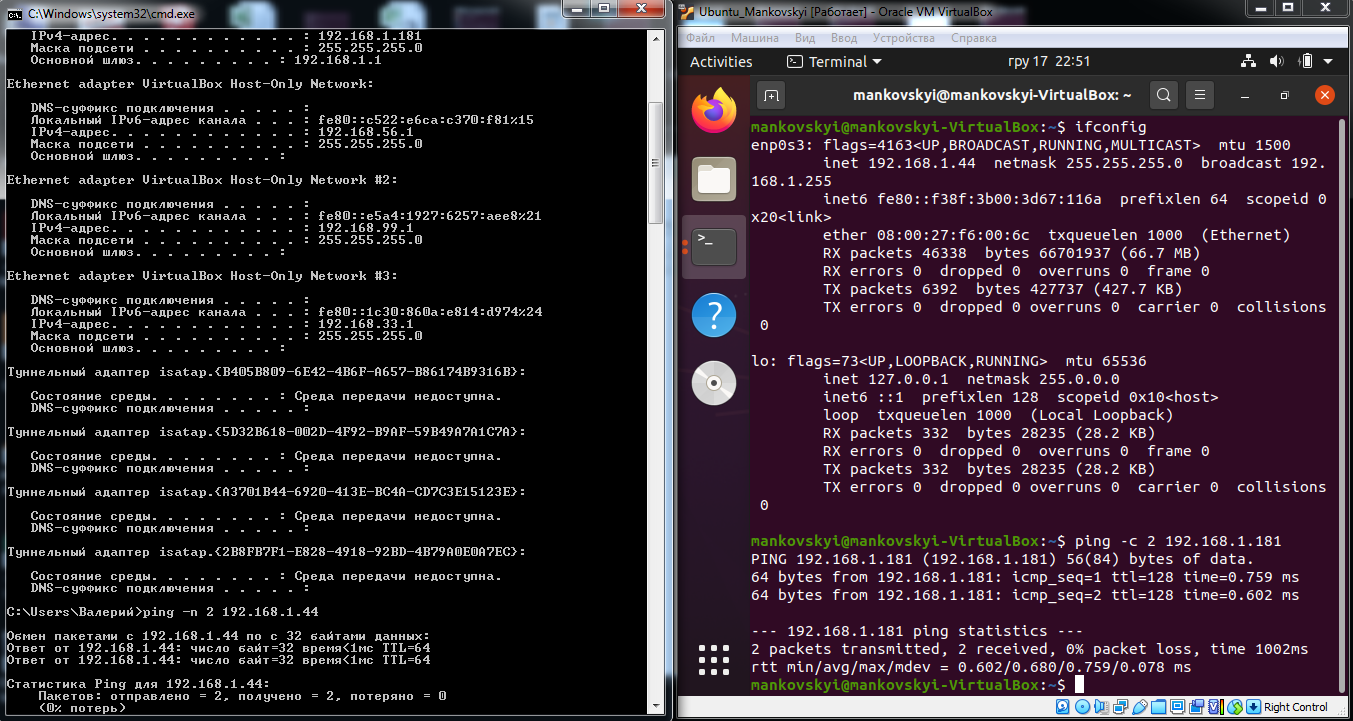 C:\Windows\system32\cmd.exe
IPv4-адрес. . . . . . . . . . . . : 192.168.1.181
Маска подсети . . . . . . . . . . : 255.255.255.0
Основной шлюз. . . . . . . . . : 192.168.1.1
Ethernet adapter VirtualBox Host-Only Network:
DNS-суффикс подключения . . . . . :
Локальный IPv6-адрес канала . . . : fe80::c522:e6ca:c370:f81%15
IPv4-адрес. . . . . . . . . . . . : 192.168.56.1
Маска подсети . . . . . . . . . . : 255.255.255.0
Основной шлюз. . . . . . . . . :
Ethernet adapter VirtualBox Host-Only Network #2:
DNS-суффикс подключения . . . . . :
Локальный IPv6-адрес канала . . . : fe80::e5a4:1927:6257:aee8%21
IPv4-адрес. . . . . . . . . . . . : 192.168.99.1
Маска подсети . . . . . . . . . . : 255.255.255.0
Основной шлюз. . . . . . . . . :
Ethernet adapter VirtualBox Host-Only Network #3:
DNS-суффикс подключения . . . . . :
Локальный IPv6-адрес канала . . . : fe80::1c30:860a:e814:d974%24
IPv4-адрес. . . . . . . . . . . . : 192.168.33.1
Маска подсети . . . . . . . . . . : 255.255.255.0
Основной шлюз. . . . . . . . . :
Туннельный адаптер isatap.{B405B809-6E42-4B6F-A657-B86174B9316B}:
Состояние среды. . . . . . . . : Среда передачи недоступна.
DNS-суффикс подключения . . . . . :
Туннельный адаптер isatap.{5D32B618-002D-4F92-B9AF-59B49A7A1C7A}:
Состояние среды. . . . . . . . : Среда передачи недоступна.
DNS-суффикс подключения . . . . . :
Туннельный адаптер isatap.{A3701B44-6920-413E-BC4A-CD7C3E15123E}:
Состояние среды. . . . . . . . : Среда передачи недоступна.
DNS-суффикс подключения . . . . . :
Туннельный адаптер isatap.{2B8FB7F1-E828-4918-92BD-4B79A0E0A7EC}:
Состояние среды. . . . . . . . : Среда передачи недоступна.
DNS-суффикс подключения . . . . . :
C:\Users\Валерий>ping -n 2 192.168.1.44
Обмен пакетами с 192.168.1.44 по с 32 байтами данных:
Ответ от 192.168.1.44: число байт=32 время<1мс TTL=64
Ответ от 192.168.1.44: число байт=32 время<1мс TTL=64
Статистика Ping для 192.168.1.44:
Пакетов: отправлено = 2, получено = 2, потеряно = 0
(0% потерь)
Ubuntu_Mankovskyi [Работает] - Oracle VM VirtualBox
Файл Машина Вид Ввод Устройства Справка
Activities Terminal гру 17 22:51
mankovskyi@mankovskyi-VirtualBox: ~
mankovskyi@mankovskyi-VirtualBox:~$ ifconfig
enp0s3: flags=4163<UP,BROADCAST,RUNNING,MULTICAST> mtu 1500
inet 192.168.1.44 netmask 255.255.255.0 broadcast 192.
168.1.255
inet6 fe80::f38f:3b00:3d67:116a prefixlen 64 scopeid 0
x20<link>
ether 08:00:27:f6:00:6c txqueuelen 1000 (Ethernet)
RX packets 46338 bytes 66701937 (66.7 MB)
RX errors 0 dropped 0 overruns 0 frame 0
TX packets 6392 bytes 427737 (427.7 KB)
TX errors 0 dropped 0 overruns 0 carrier 0 collisions
0
lo: flags=73<UP,LOOPBACK,RUNNING> mtu 65536
inet 127.0.0.1 netmask 255.0.0.0
inet6 ::1 prefixlen 128 scopeid 0x10<host>
loop txqueuelen 1000 (Local Loopback)
RX packets 332 bytes 28235 (28.2 KB)
RX errors 0 dropped 0 overruns 0 frame 0
TX packets 332 bytes 28235 (28.2 KB)
TX errors 0 dropped 0 overruns 0 carrier 0 collisions
0
mankovskyi@mankovskyi-VirtualBox:~$ ping -c 2 192.168.1.181
PING 192.168.1.181 (192.168.1.181) 56(84) bytes of data.
64 bytes from 192.168.1.181: icmp_seq=1 ttl=128 time=0.759 ms
64 bytes from 192.168.1.181: icmp_seq=2 ttl=128 time=0.602 ms
--- 192.168.1.181 ping statistics ---
2 packets transmitted, 2 received, 0% packet loss, time 1002ms
rtt min/avg/max/mdev = 0.602/0.680/0.759/0.078 ms
mankovskyi@mankovskyi-VirtualBox:~$
Right Control